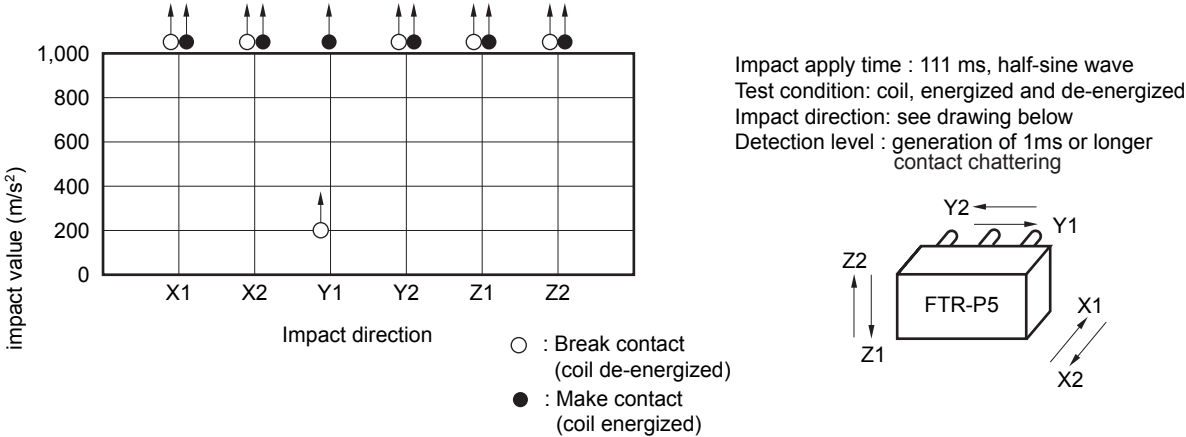 1,000
800
600
400
200
0
impact value (m/s²)
X1 X2 Y1 Y2 Z1 Z2
Impact direction
: Break contact
(coil de-energized)
: Make contact
(coil energized)
Impact apply time : 111 ms, half-sine wave
Test condition: coil, energized and de-energized
Impact direction: see drawing below
Detection level : generation of 1ms or longer
contact chattering
Y2
Y1
Z2
FTR-P5
X1
Z1
X2